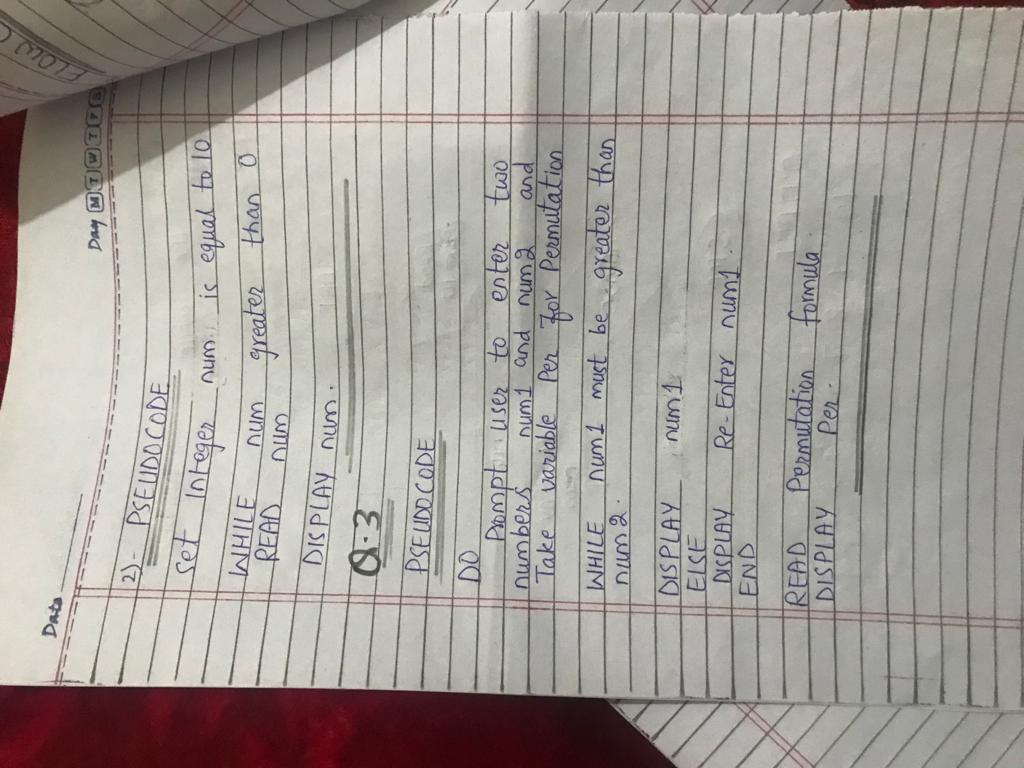 FLOW C
Date
Day M T W T F S
2)- PSEUDOCODE
Set Integer num is equal to 10
WHILE num greater than 0
READ num
DISPLAY num.
Q.3
PSEUDOCODE
DO
Pompt user to enter two
numbers num1 and num2 and
Take variable Per for Permutation
WHILE num1 must be greater than
num2.
DISPLAY num1
ELSE
DISPLAY Re-Enter num1.
END
READ Permutation formula
DISPLAY Per.